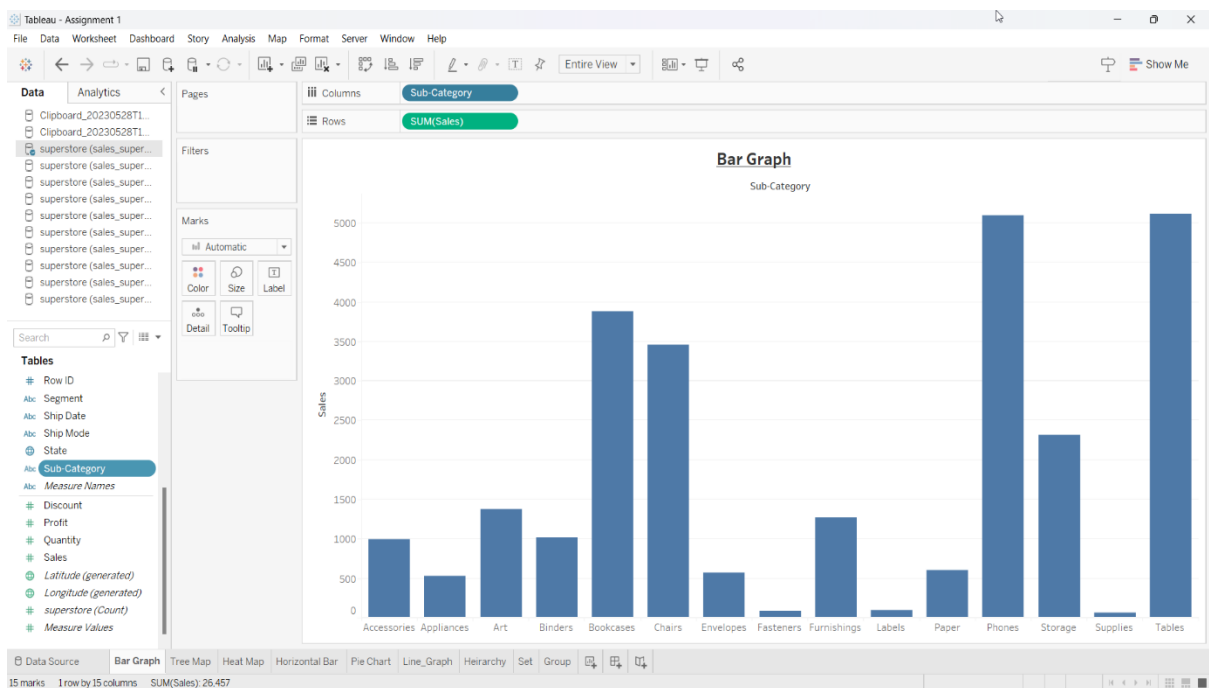 Tableau - Assignment 1
File Data Worksheet Dashboard Story Analysis Map Format Server Window Help
Entire View
Show Me
Data Analytics
Clipboard_20230528T1...
Clipboard_20230528T1...
superstore (sales_super...
superstore (sales_super...
superstore (sales_super...
superstore (sales_super...
superstore (sales_super...
superstore (sales_super...
superstore (sales_super...
superstore (sales_super...
superstore (sales_super...
superstore (sales_super...
Search
Tables
# Row ID
Abc Segment
Abc Ship Date
Abc Ship Mode
State
Abc Sub-Category
Abc Measure Names
# Discount
# Profit
# Quantity
# Sales
Latitude (generated)
Longitude (generated)
# superstore (Count)
# Measure Values
Pages
Filters
Marks
Automatic
Color Size Label
Detail Tooltip
Columns Sub-Category
Rows SUM(Sales)
Bar Graph
Sub-Category
Sales
5000
4500
4000
3500
3000
2500
2000
1500
1000
500
0
Accessories Appliances Art Binders Bookcases Chairs Envelopes Fasteners Furnishings Labels Paper Phones Storage Supplies Tables
Data Source Bar Graph Tree Map Heat Map Horizontal Bar Pie Chart Line_Graph Heirarchy Set Group
15 marks 1 row by 15 columns SUM(Sales): 26,457